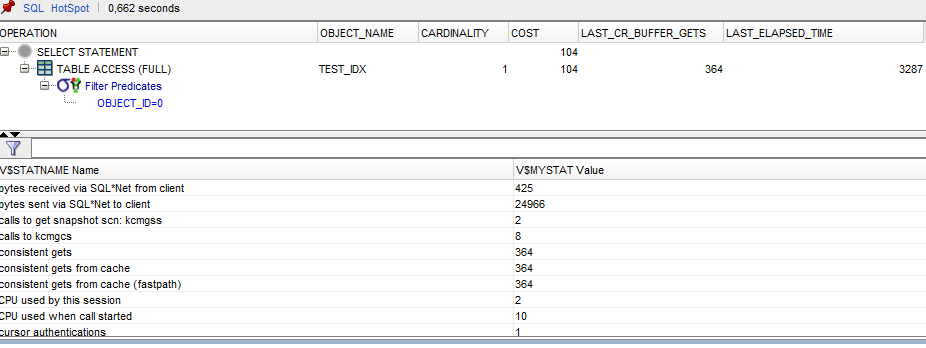 SQL HotSpot 0,662 seconds
OPERATION OBJECT_NAME CARDINALITY COST LAST_CR_BUFFER_GETS LAST_ELAPSED_TIME
SELECT STATEMENT 104
TABLE ACCESS (FULL) TEST_IDX 1 104 364 3287
Filter Predicates
OBJECT_ID=0
V$STATNAME Name V$MYSTAT Value
bytes received via SQL*Net from client 425
bytes sent via SQL*Net to client 24966
calls to get snapshot scn: kcmgss 2
calls to kcmgcs 8
consistent gets 364
consistent gets from cache 364
consistent gets from cache (fastpath) 364
CPU used by this session 2
CPU used when call started 10
cursor authentications 1